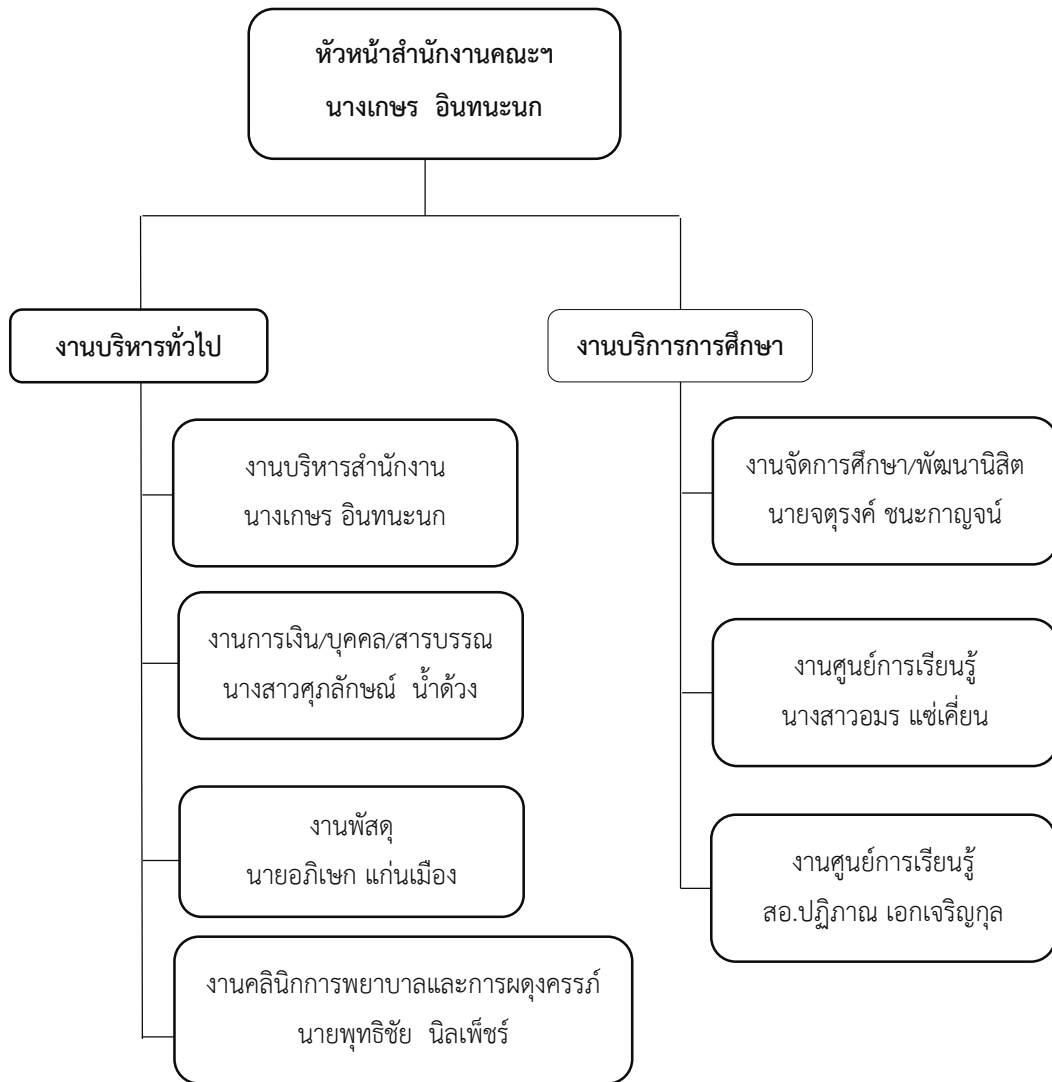 หัวหน้าสำนักงานคณะฯ
นางเกษร อินทนะนก
งานบริหารทั่วไป
งานบริหารสำนักงาน
นางเกษร อินทนะนก
งานการเงิน/บุคคล/สารบรรณ
นางสาวศุภลักษณ์ น้ำด้วง
งานพัสดุ
นายอภิเษก แก่นเมือง
งานคลินิกการพยาบาลและการผดุงครรภ์
นายพุทธิชัย นิลเพ็ชร์
งานบริการการศึกษา
งานจัดการศึกษา/พัฒนานิสิต
นายจตุรงค์ ชนะกาญจน์
งานศูนย์การเรียนรู้
นางสาวอมร แซ่เคี่ยน
งานศูนย์การเรียนรู้
สอ.ปฏิภาณ เอกเจริญกุล